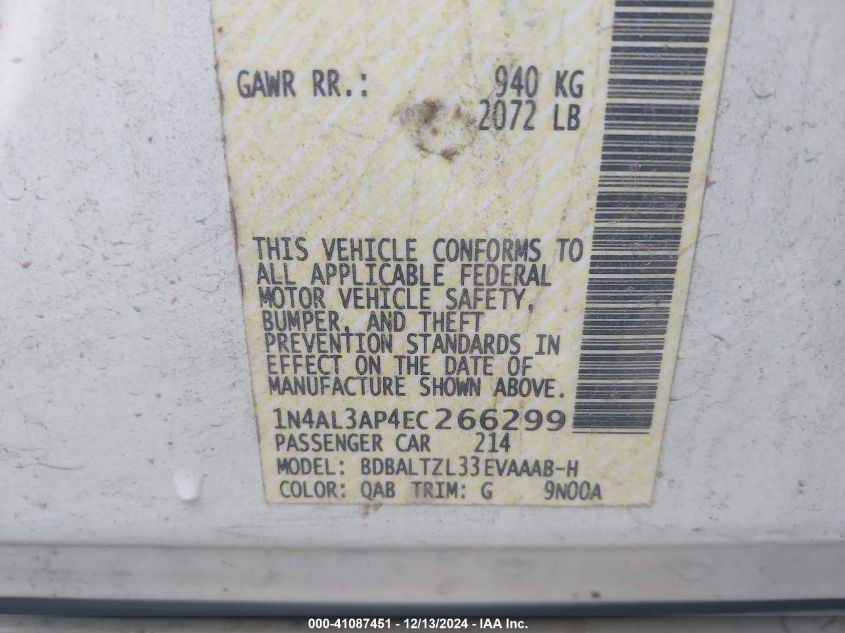 GAWR RR.: 940 KG
2072 LB
THIS VEHICLE CONFORMS TO
ALL APPLICABLE FEDERAL
MOTOR VEHICLE SAFETY,
BUMPER, AND THEFT
PREVENTION STANDARDS IN
EFFECT ON THE DATE OF
MANUFACTURE SHOWN ABOVE.
1N4AL3AP4EC266299
PASSENGER CAR 214
MODEL: BDBALTZL33EVAAAB-H
COLOR: QAB TRIM: G 9N00A
000-41087451 - 12/13/2024 - IAA Inc.